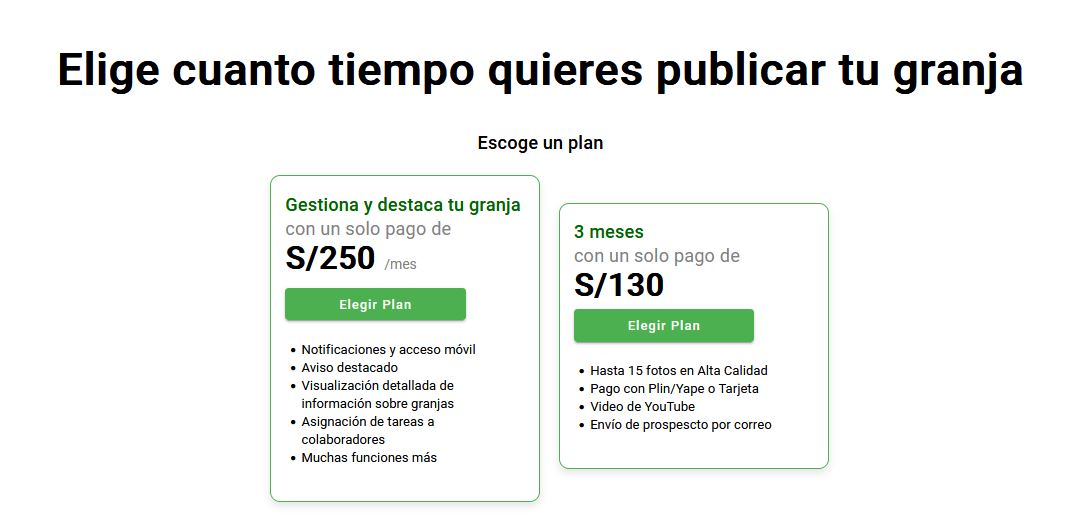 Elige cuanto tiempo quieres publicar tu granja
Escoge un plan
Gestiona y destaca tu granja
con un solo pago de
S/250 /mes
Elegir Plan
• Notificaciones y acceso móvil
• Aviso destacado
• Visualización detallada de
información sobre granjas
• Asignación de tareas a
colaboradores
• Muchas funciones más
3 meses
con un solo pago de
S/130
Elegir Plan
• Hasta 15 fotos en Alta Calidad
• Pago con Plin/Yape o Tarjeta
• Video de YouTube
• Envío de prospescto por correo